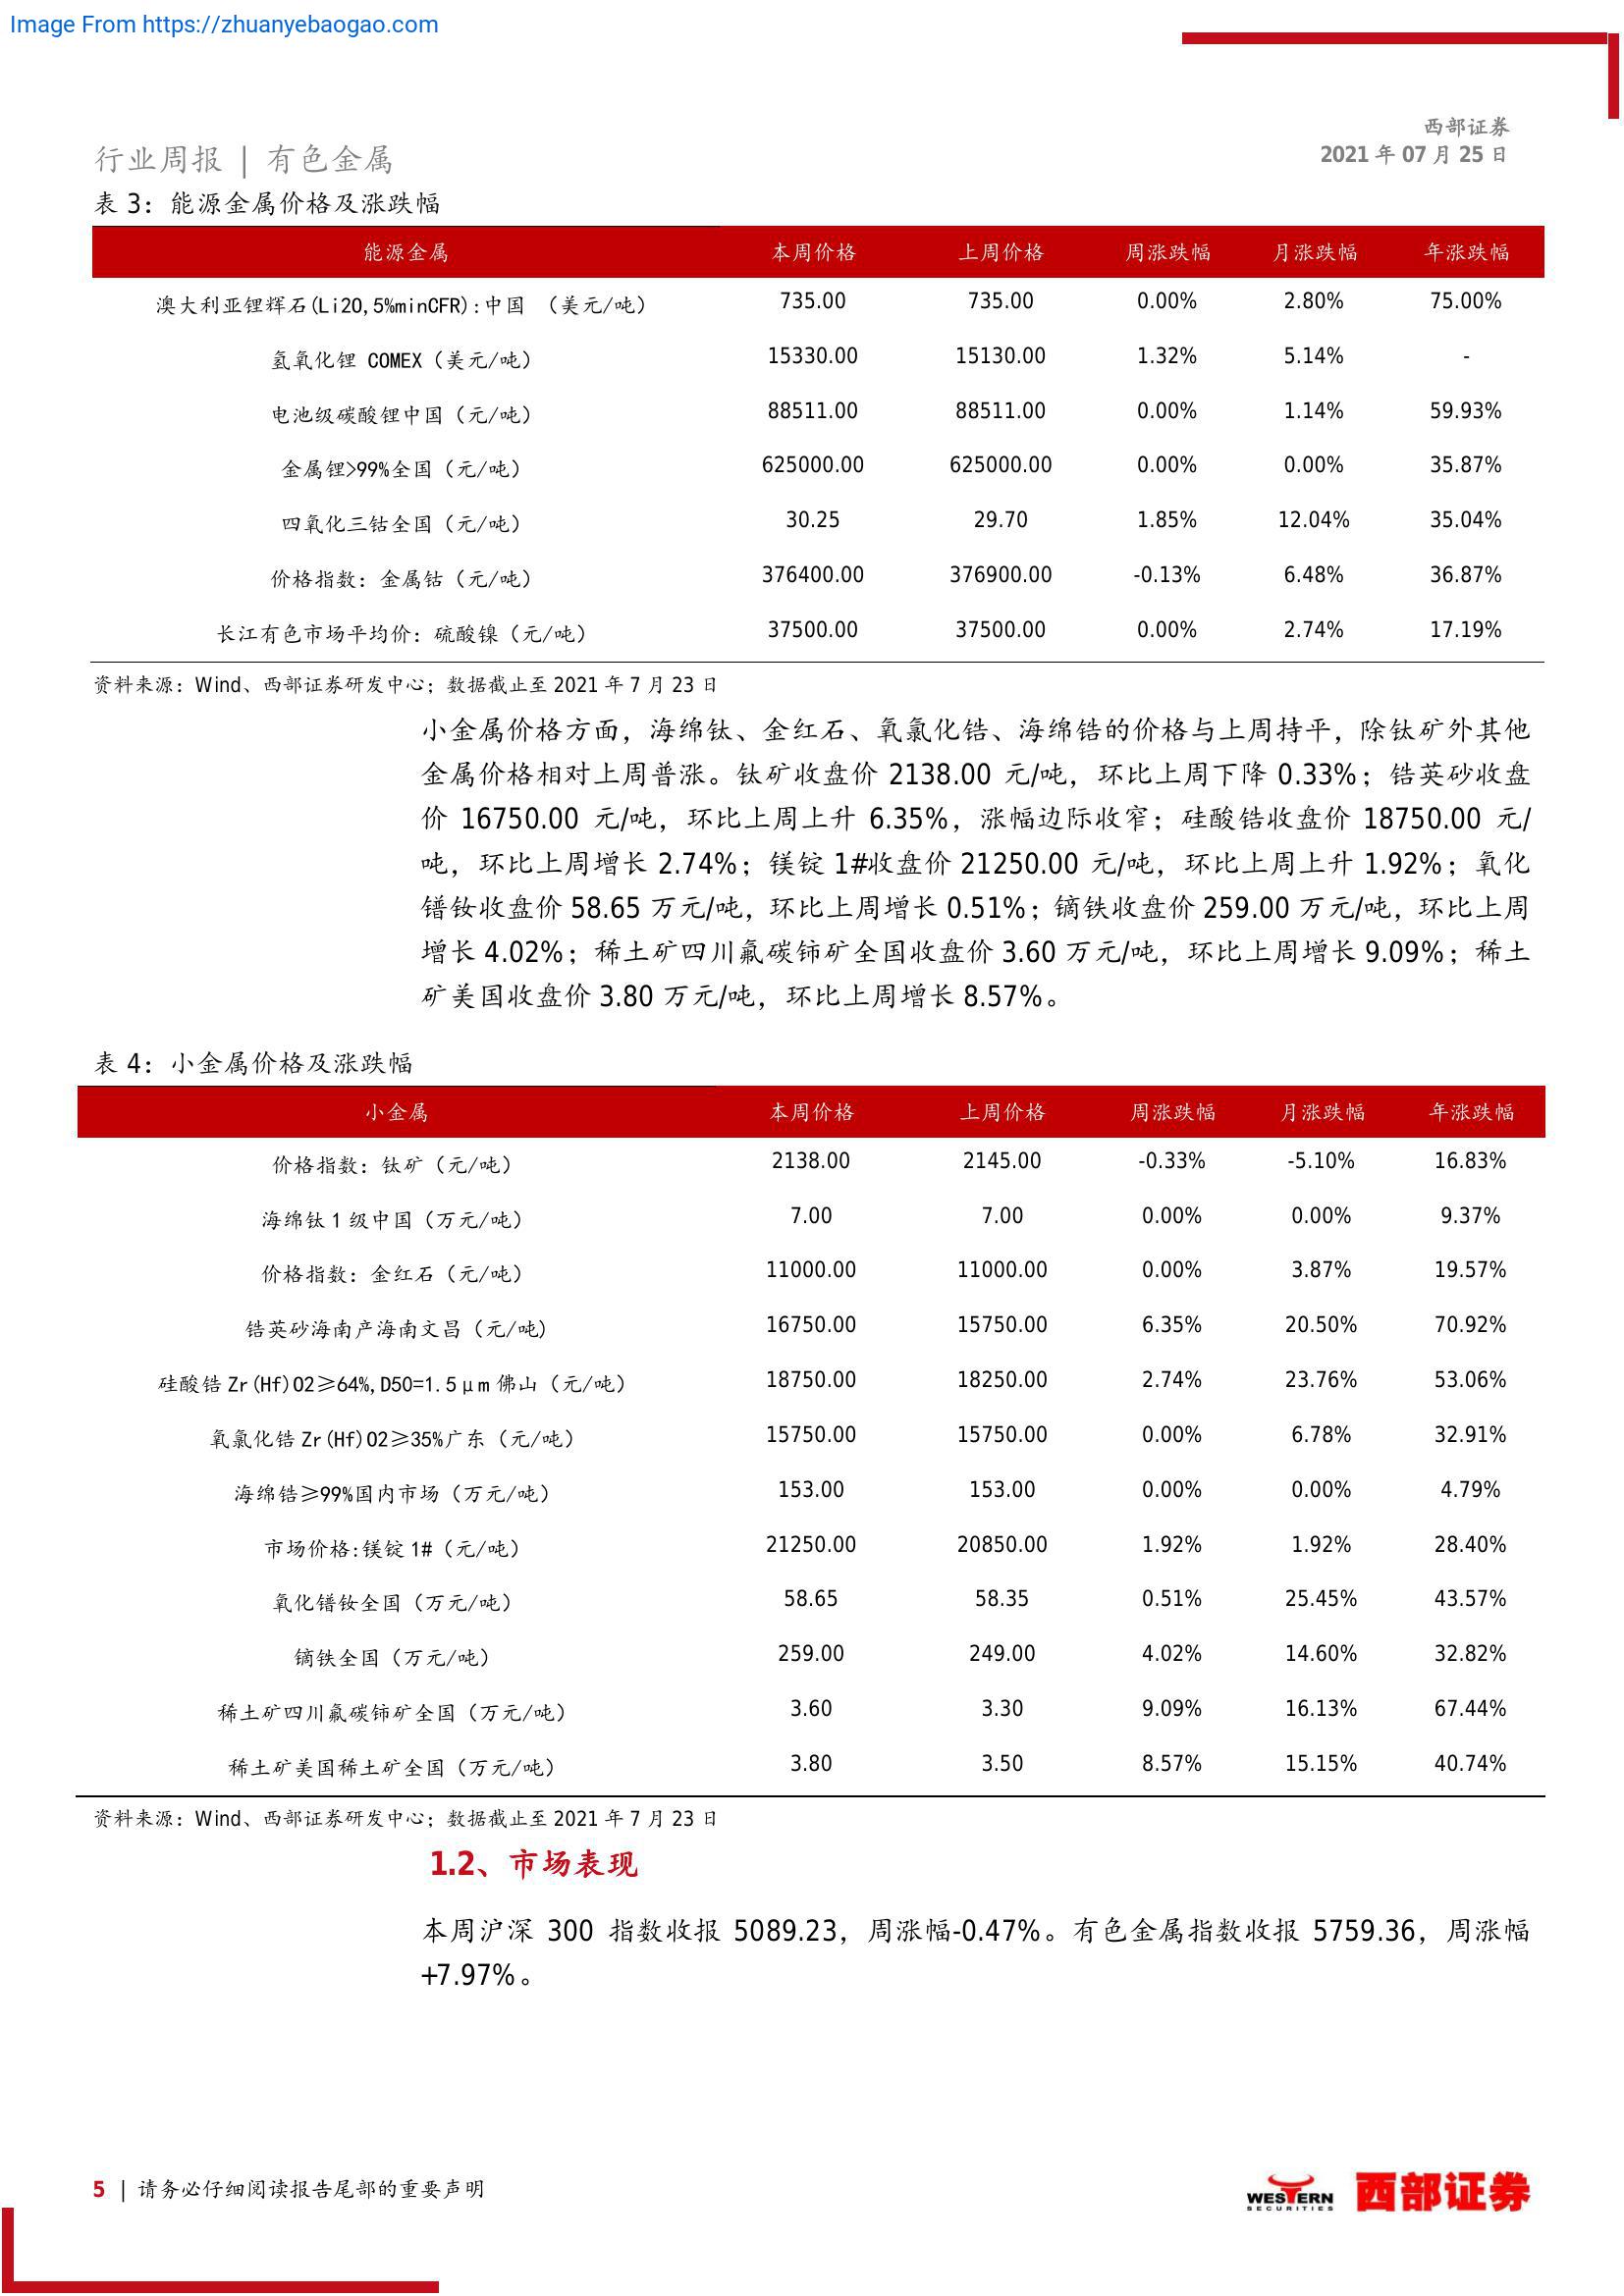 Image From https://zhuanyebaogao.com
西部证券
2021 年 07 月 25 日
行业周报 | 有色金属
表 3：能源金属价格及涨跌幅
能源金属 本周价格 上周价格 周涨跌幅 月涨跌幅 年涨跌幅
澳大利亚锂辉石(Li2O,5%minCFR):中国 （美元/吨） 735.00 735.00 0.00% 2.80% 75.00%
氢氧化锂 COMEX（美元/吨） 15330.00 15130.00 1.32% 5.14% -
电池级碳酸锂中国（元/吨） 88511.00 88511.00 0.00% 1.14% 59.93%
金属锂>99%全国（元/吨） 625000.00 625000.00 0.00% 0.00% 35.87%
四氧化三钴全国（元/吨） 30.25 29.70 1.85% 12.04% 35.04%
价格指数：金属钴（元/吨） 376400.00 376900.00 -0.13% 6.48% 36.87%
长江有色市场平均价：硫酸镍（元/吨） 37500.00 37500.00 0.00% 2.74% 17.19%
资料来源：Wind、西部证券研发中心；数据截止至 2021 年 7 月 23 日
小金属价格方面，海绵钛、金红石、氧氯化锆、海绵锆的价格与上周持平，除钛矿外其他
金属价格相对上周普涨。钛矿收盘价 2138.00 元/吨，环比上周下降 0.33%；锆英砂收盘
价 16750.00 元/吨，环比上周上升 6.35%，涨幅边际收窄；硅酸锆收盘价 18750.00 元/
吨，环比上周增长 2.74%；镁锭 1#收盘价 21250.00 元/吨，环比上周上升 1.92%；氧化
镨钕收盘价 58.65 万元/吨，环比上周增长 0.51%；镝铁收盘价 259.00 万元/吨，环比上周
增长 4.02%；稀土矿四川氟碳铈矿全国收盘价 3.60 万元/吨，环比上周增长 9.09%；稀土
矿美国收盘价 3.80 万元/吨，环比上周增长 8.57%。
表 4：小金属价格及涨跌幅
小金属 本周价格 上周价格 周涨跌幅 月涨跌幅 年涨跌幅
价格指数：钛矿（元/吨） 2138.00 2145.00 -0.33% -5.10% 16.83%
海绵钛 1 级中国（万元/吨） 7.00 7.00 0.00% 0.00% 9.37%
价格指数：金红石（元/吨） 11000.00 11000.00 0.00% 3.87% 19.57%
锆英砂海南产海南文昌（元/吨) 16750.00 15750.00 6.35% 20.50% 70.92%
硅酸锆 Zr(Hf)O2≥64%,D50=1.5μm 佛山（元/吨） 18750.00 18250.00 2.74% 23.76% 53.06%
氧氯化锆 Zr(Hf)O2≥35%广东（元/吨） 15750.00 15750.00 0.00% 6.78% 32.91%
海绵锆≥99%国内市场（万元/吨） 153.00 153.00 0.00% 0.00% 4.79%
市场价格:镁锭 1#（元/吨） 21250.00 20850.00 1.92% 1.92% 28.40%
氧化镨钕全国（万元/吨） 58.65 58.35 0.51% 25.45% 43.57%
镝铁全国（万元/吨） 259.00 249.00 4.02% 14.60% 32.82%
稀土矿四川氟碳铈矿全国（万元/吨） 3.60 3.30 9.09% 16.13% 67.44%
稀土矿美国稀土矿全国（万元/吨） 3.80 3.50 8.57% 15.15% 40.74%
资料来源：Wind、西部证券研发中心；数据截止至 2021 年 7 月 23 日
1.2、市场表现
本周沪深 300 指数收报 5089.23，周涨幅-0.47%。有色金属指数收报 5759.36，周涨幅
+7.97%。
5 | 请务必仔细阅读报告尾部的重要声明
WESTERN
SECURITIES
西部证券